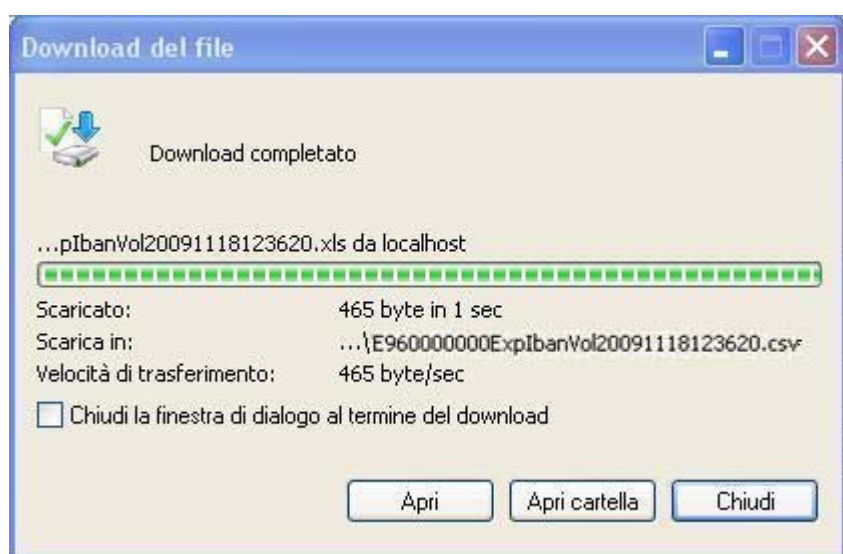 Download del file
Download completato
...pIbanVol20091118123620.xls da localhost
Scaricato: 465 byte in 1 sec
Scarica in: ...\E960000000ExpIbanVol20091118123620.csv
Velocità di trasferimento: 465 byte/sec
Chiudi la finestra di dialogo al termine del download
Apri Apri cartella Chiudi